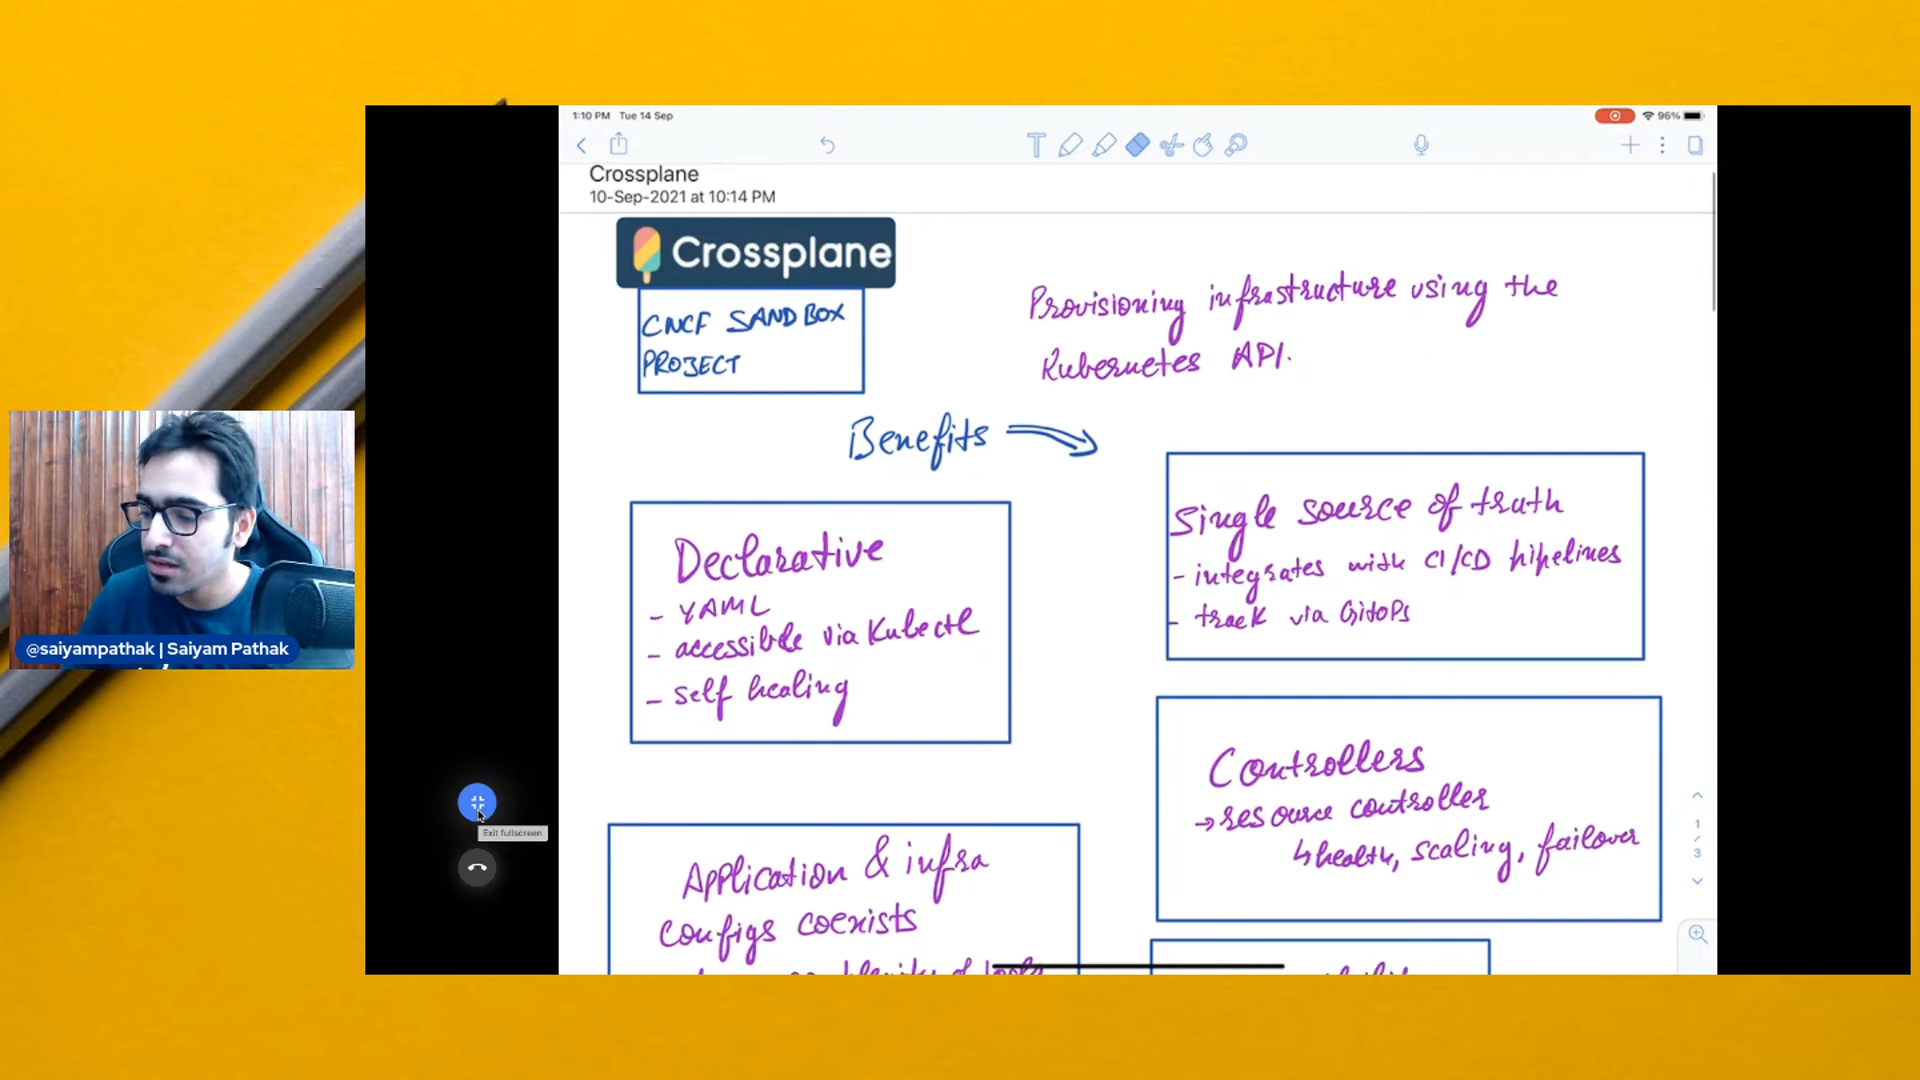 1:10 PM Tue 14 Sep
96%
Crossplane
10-Sep-2021 at 10:14 PM
Crossplane
CNCF SANDBOX
PROJECT
Provisioning infrastructure using the
Kubernetes API.
Benefits
Declarative
- YAML
- accessible via Kubectl
- self healing
Single source of truth
- integrates with CI/CD pipelines
- track via GitOps
Controllers
→ resource controller
↳ health, scaling, failover
Application & infra
configs coexists
1
/
3
@saiyampathak | Saiyam Pathak
Exit fullscreen